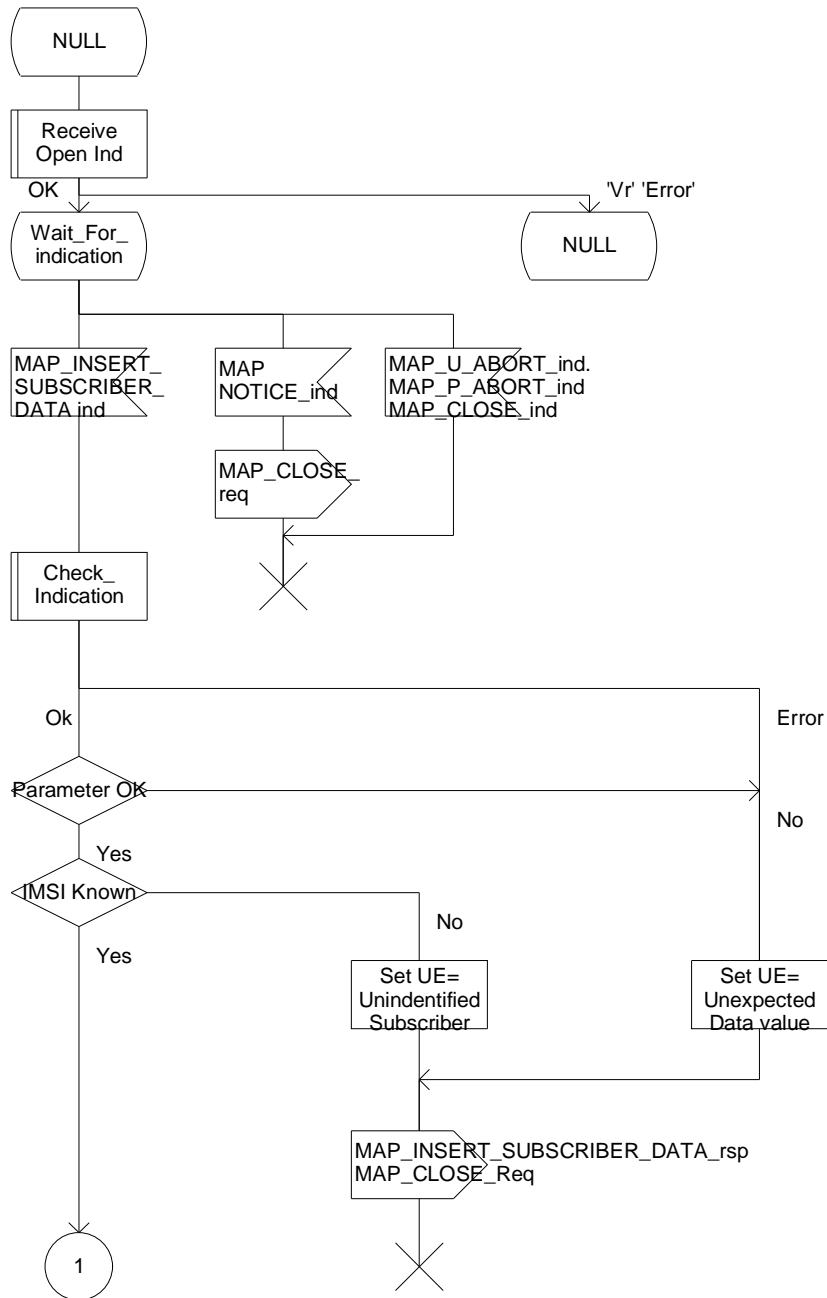 NULL
Receive
Open Ind
OK
'Vr' 'Error'
Wait_For_
indication
NULL
MAP_INSERT_
SUBSCRIBER_
DATA ind
MAP
NOTICE_ind
MAP_U_ABORT_ind.
MAP_P_ABORT_ind
MAP_CLOSE_ind
MAP_CLOSE_
req
Check_
Indication
Ok
Error
Parameter OK
No
Yes
IMSI Known
No
Yes
Set UE=
Unindentified
Subscriber
Set UE=
Unexpected
Data value
MAP_INSERT_SUBSCRIBER_DATA_rsp
MAP_CLOSE_Req
1